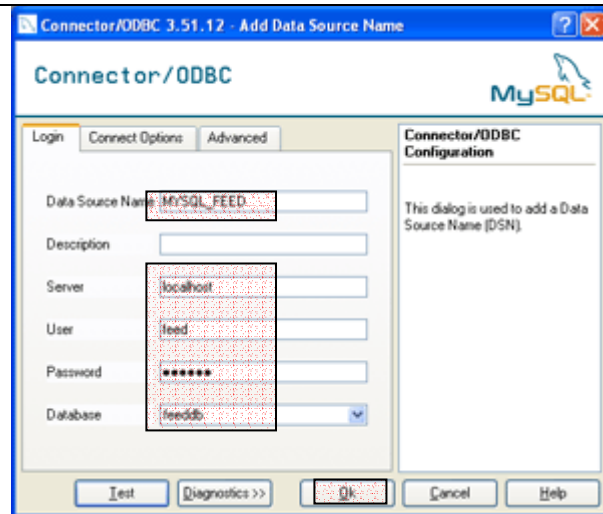 Connector/ODBC 3.51.12 - Add Data Source Name
Connector/ODBC
MySQL
Login Connect Options Advanced
Data Source Name MYSQL_FEED
Description
Server localhost
User feed
Password ••••••
Database feeddb
Connector/ODBC
Configuration
This dialog is used to add a Data
Source Name (DSN).
Test Diagnostics >> Ok Cancel Help